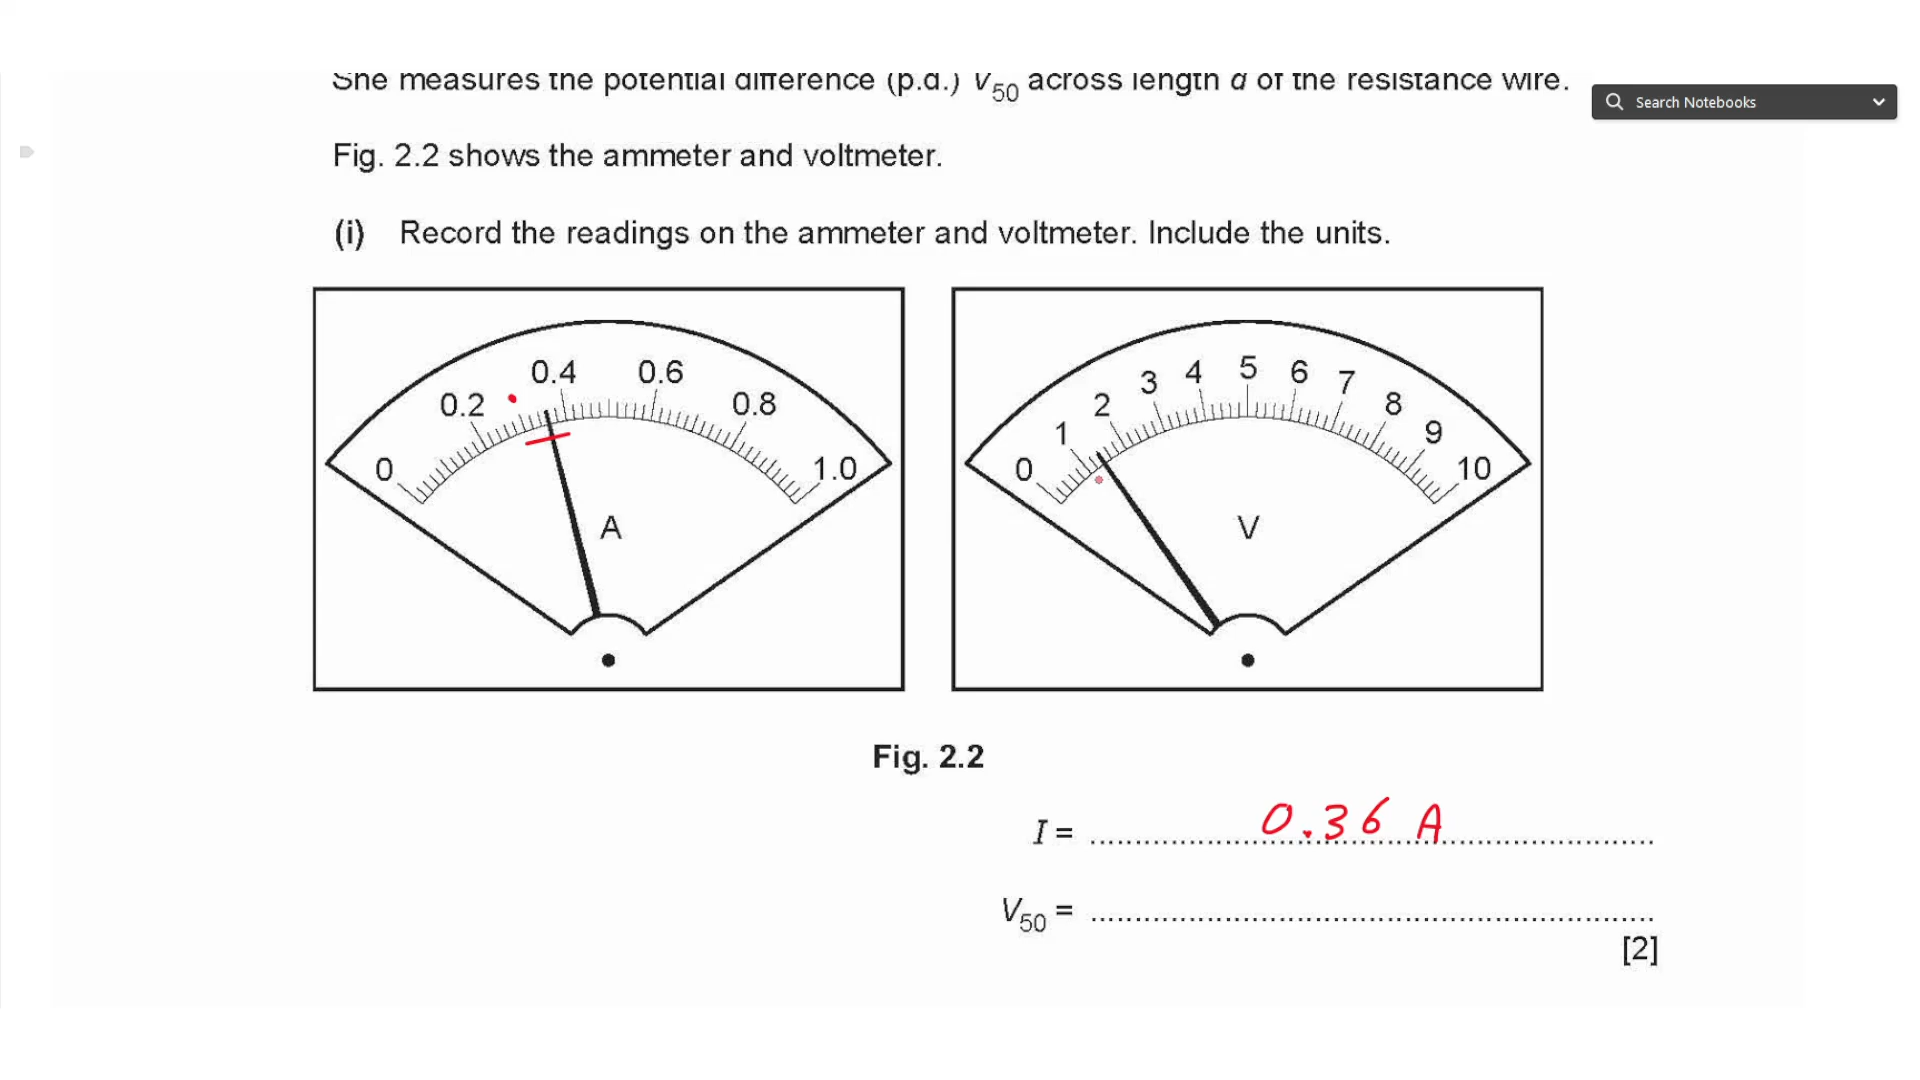 She measures the potential difference (p.d.) V50 across length d of the resistance wire.
Search Notebooks
Fig. 2.2 shows the ammeter and voltmeter.
(i) Record the readings on the ammeter and voltmeter. Include the units.
0 0.2 0.4 0.6 0.8 1.0
A
0 1 2 3 4 5 6 7 8 9 10
V
Fig. 2.2
I = 0.36 A
V50 =
[2]